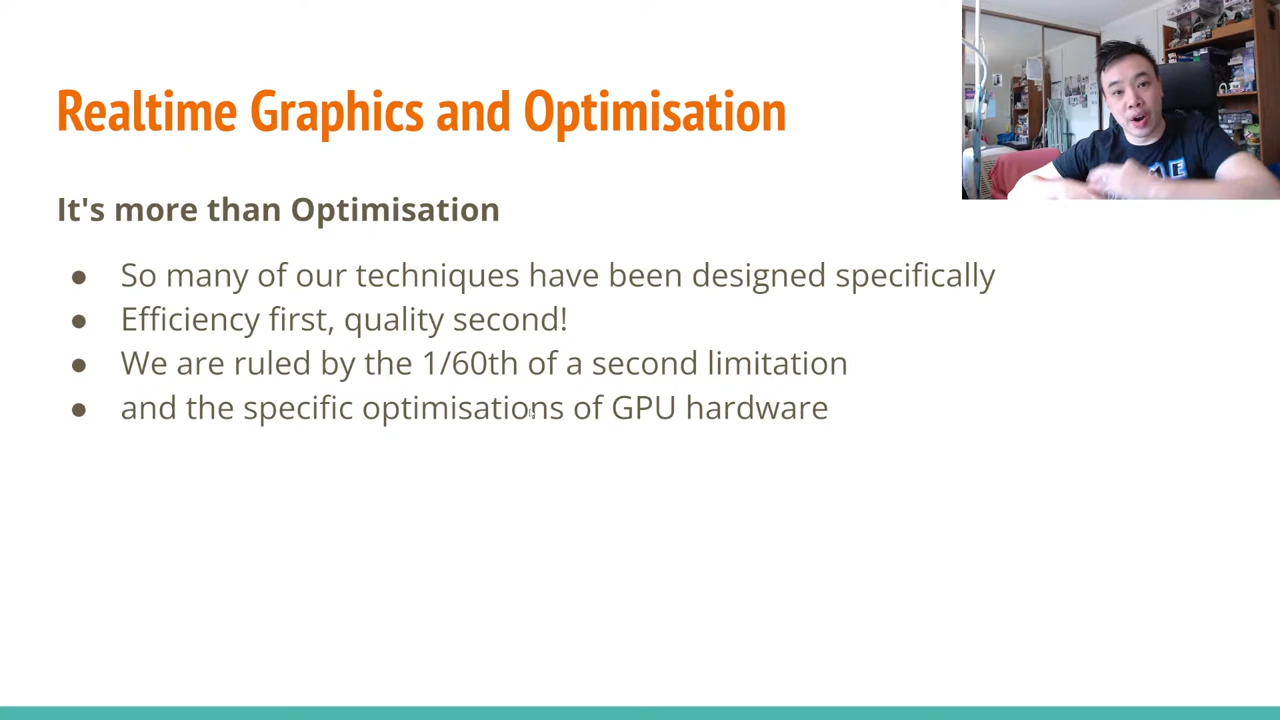 Realtime Graphics and Optimisation
It's more than Optimisation
● So many of our techniques have been designed specifically
● Efficiency first, quality second!
● We are ruled by the 1/60th of a second limitation
● and the specific optimisations of GPU hardware